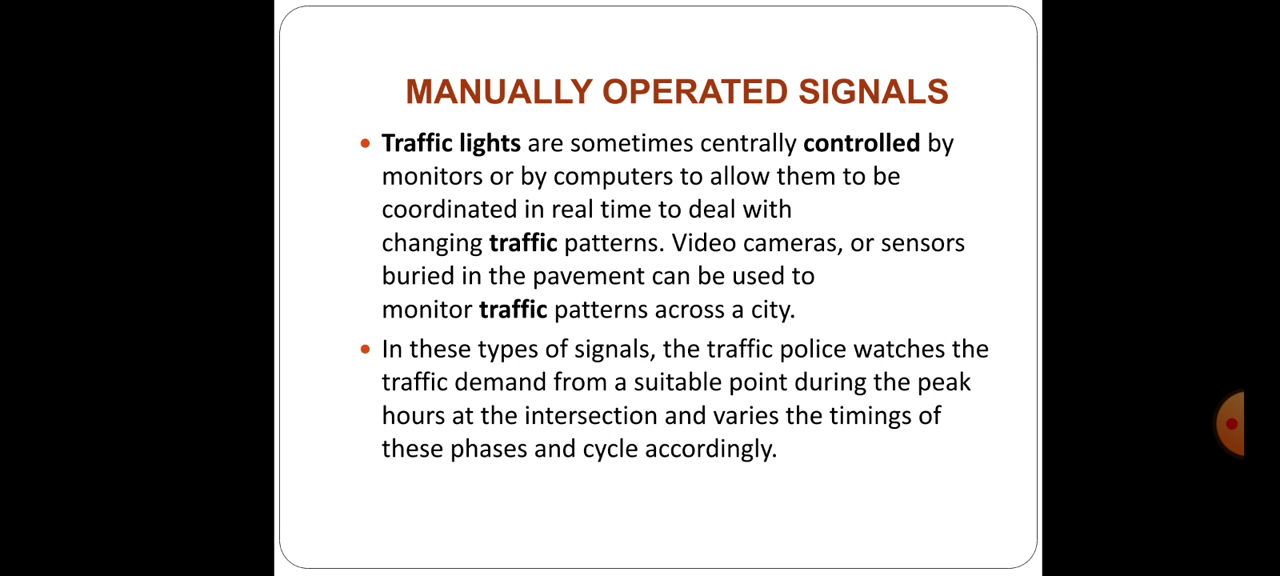 MANUALLY OPERATED SIGNALS
• Traffic lights are sometimes centrally controlled by
monitors or by computers to allow them to be
coordinated in real time to deal with
changing traffic patterns. Video cameras, or sensors
buried in the pavement can be used to
monitor traffic patterns across a city.
• In these types of signals, the traffic police watches the
traffic demand from a suitable point during the peak
hours at the intersection and varies the timings of
these phases and cycle accordingly.